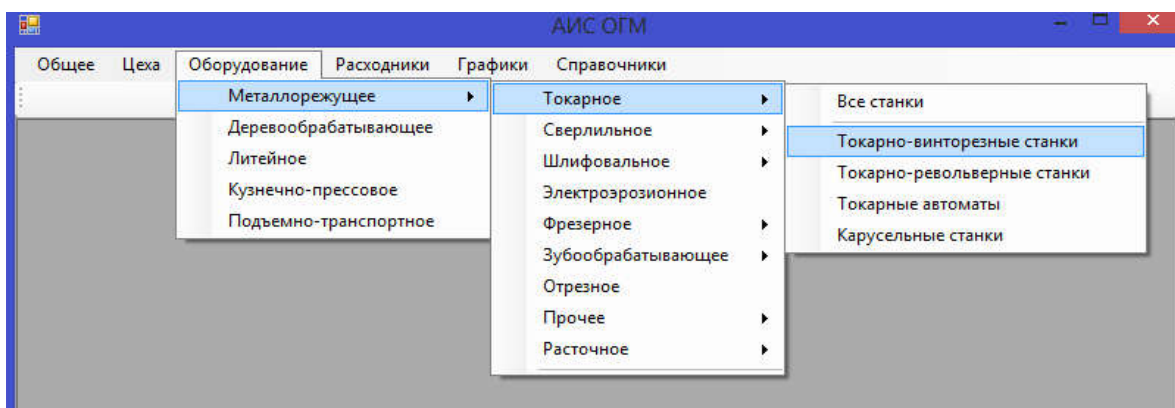 АИС ОГМ
Общее Цеха Оборудование Расходники Графики Справочники
Металлорежущее
Деревообрабатывающее
Литейное
Кузнечно-прессовое
Подъемно-транспортное
Токарное
Сверлильное
Шлифовальное
Электроэрозионное
Фрезерное
Зубообрабатывающее
Отрезное
Прочее
Расточное
Все станки
Токарно-винторезные станки
Токарно-револьверные станки
Токарные автоматы
Карусельные станки